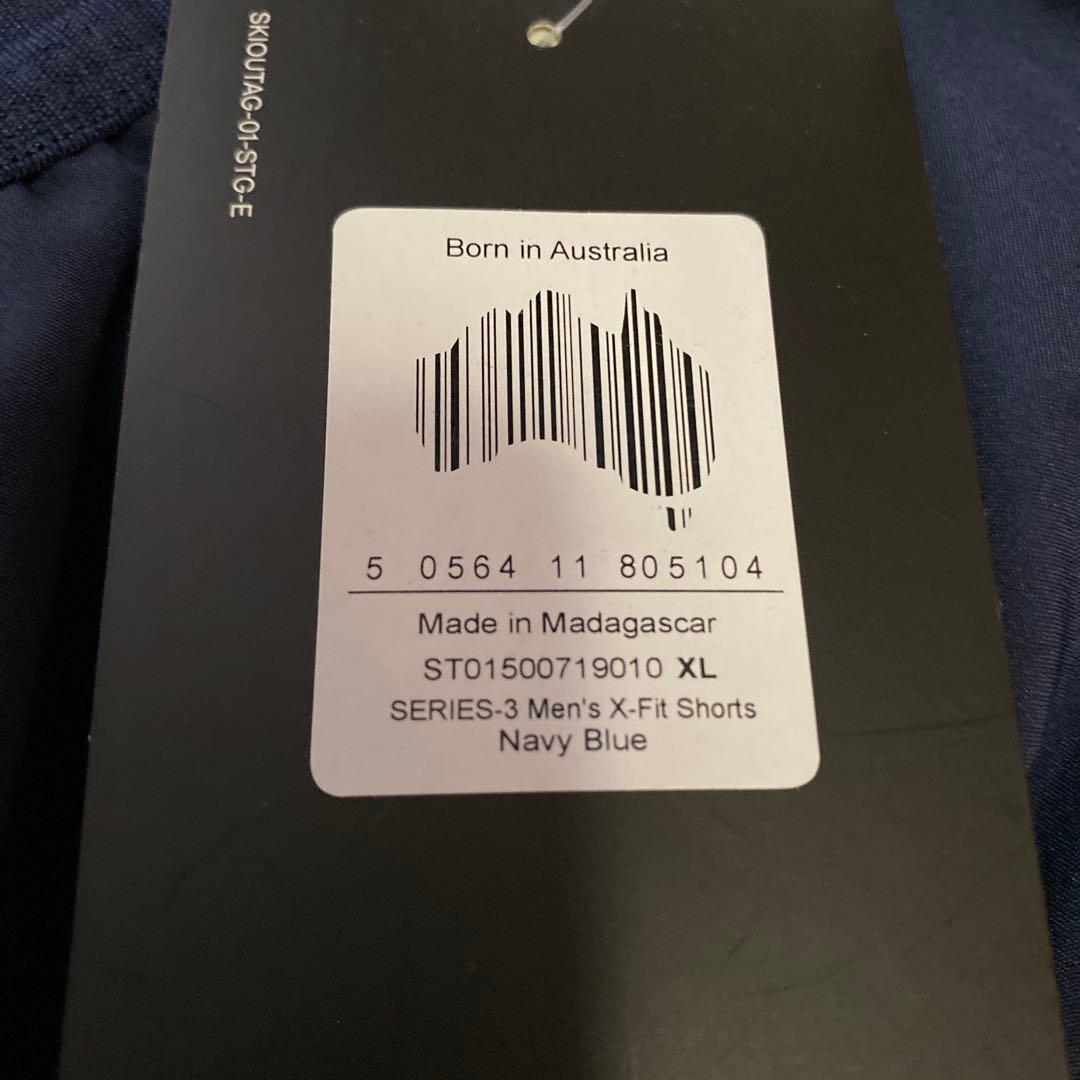 SKIOUTAG-01-STG-E
Born in Australia
5 0564 11 805104
Made in Madagascar
ST01500719010 XL
SERIES-3 Men's X-Fit Shorts
Navy Blue